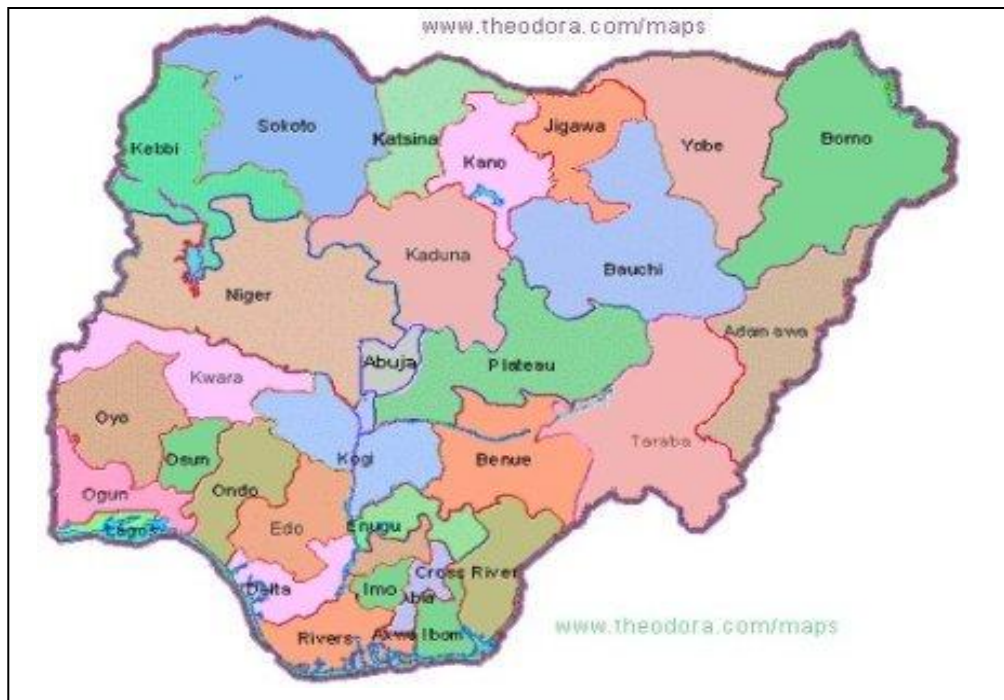 www.theodora.com/maps
Sokoto
Kebbi
Katsina
Kano
Jigawa
Yobe
Borno
Kaduna
Bauchi
Niger
Adamawa
Abuja
Plateau
Kwara
Oyo
Taraba
Osun
Kogi
Benue
Ogun
Ondo
Edo
Enugu
Lagos
Delta
Imo
Cross River
Abia
Rivers
Akwa Ibom
www.theodora.com/maps